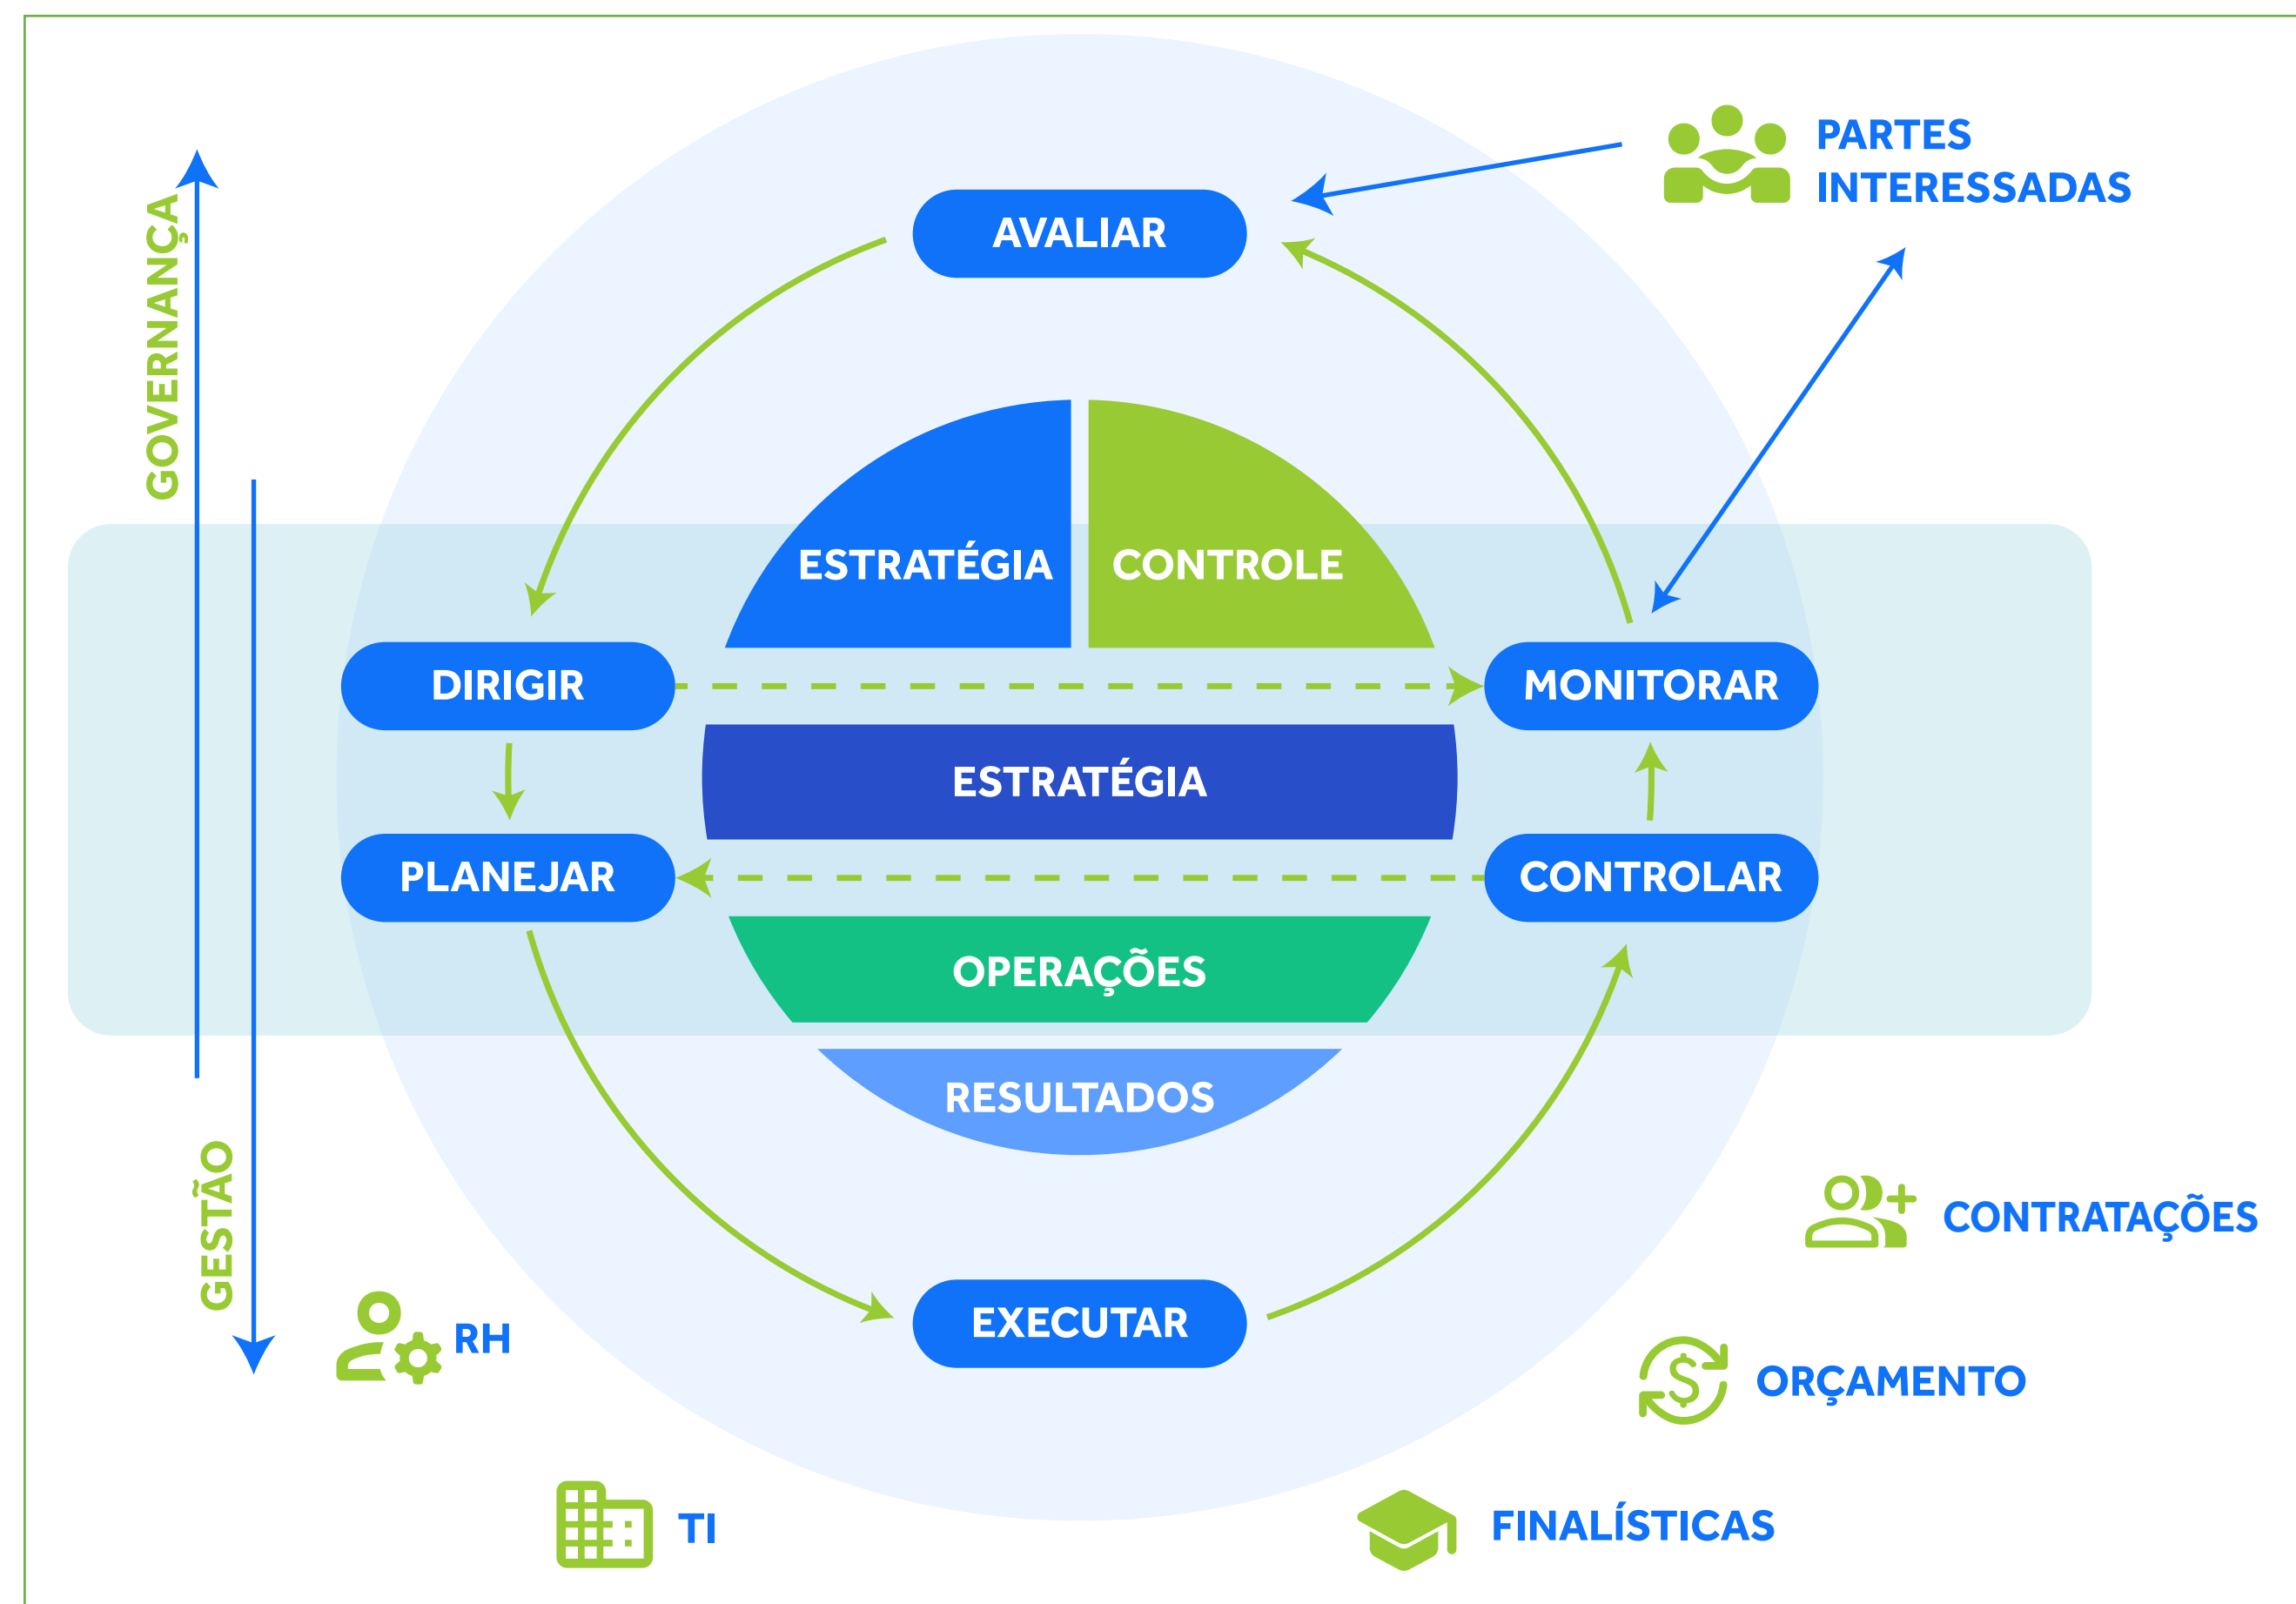 PARTES
INTERESSADAS
AVALIAR
GOVERNANÇA
ESTRATÉGIA
CONTROLE
DIRIGIR
MONITORAR
ESTRATÉGIA
PLANEJAR
CONTROLAR
OPERAÇÕES
RESULTADOS
GESTÃO
CONTRATAÇÕES
EXECUTAR
RH
ORÇAMENTO
TI
FINALÍSTICAS